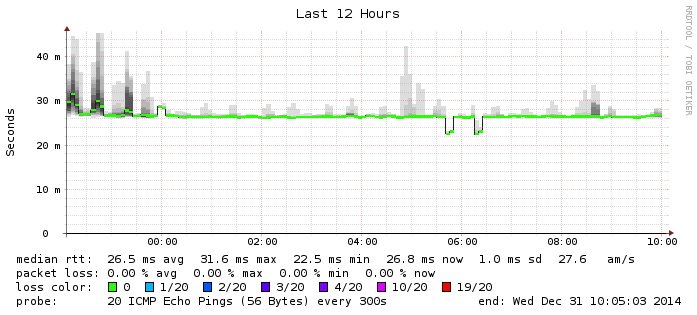 Last 12 Hours
RRDTOOL / TOBI OETIKER
Seconds
40 m
30 m
20 m
10 m
0
00:00 02:00 04:00 06:00 08:00 10:00
median rtt: 26.5 ms avg 31.6 ms max 22.5 ms min 26.8 ms now 1.0 ms sd 27.6 am/s
packet loss: 0.00 % avg 0.00 % max 0.00 % min 0.00 % now
loss color: 0 1/20 2/20 3/20 4/20 10/20 19/20
probe: 20 ICMP Echo Pings (56 Bytes) every 300s end: Wed Dec 31 10:05:03 2014